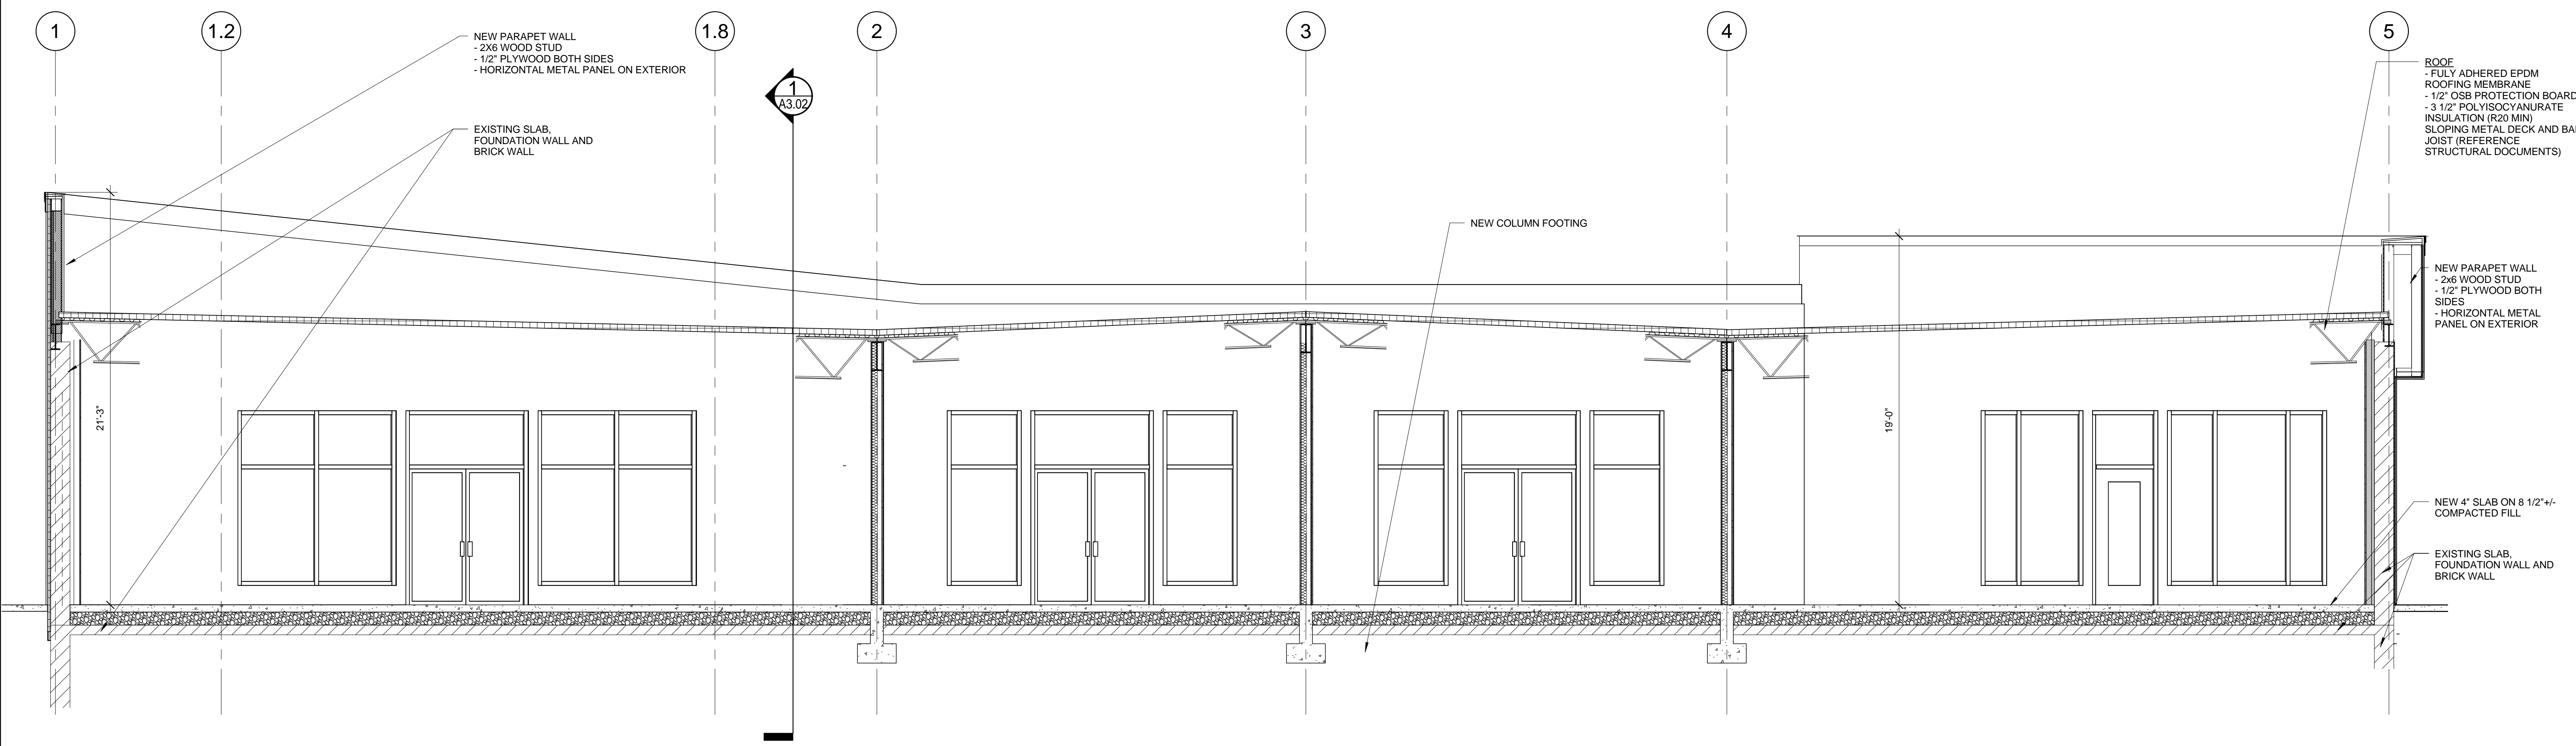 1
1.2
1.8
2
3
4
5
NEW PARAPET WALL
- 2X6 WOOD STUD
- 1/2" PLYWOOD BOTH SIDES
- HORIZONTAL METAL PANEL ON EXTERIOR
1
A3.02
EXISTING SLAB,
FOUNDATION WALL AND
BRICK WALL
ROOF
- FULY ADHERED EPDM
ROOFING MEMBRANE
- 1/2" OSB PROTECTION BOARD
- 3 1/2" POLYISOCYANURATE
INSULATION (R20 MIN)
SLOPING METAL DECK AND
JOIST (REFERENCE
STRUCTURAL DOCUMENTS)
NEW COLUMN FOOTING
NEW PARAPET WALL
- 2x6 WOOD STUD
- 1/2" PLYWOOD BOTH
SIDES
- HORIZONTAL METAL
PANEL ON EXTERIOR
21'-3"
19'-0"
NEW 4" SLAB ON 8 1/2"+/-
COMPACTED FILL
EXISTING SLAB,
FOUNDATION WALL AND
BRICK WALL